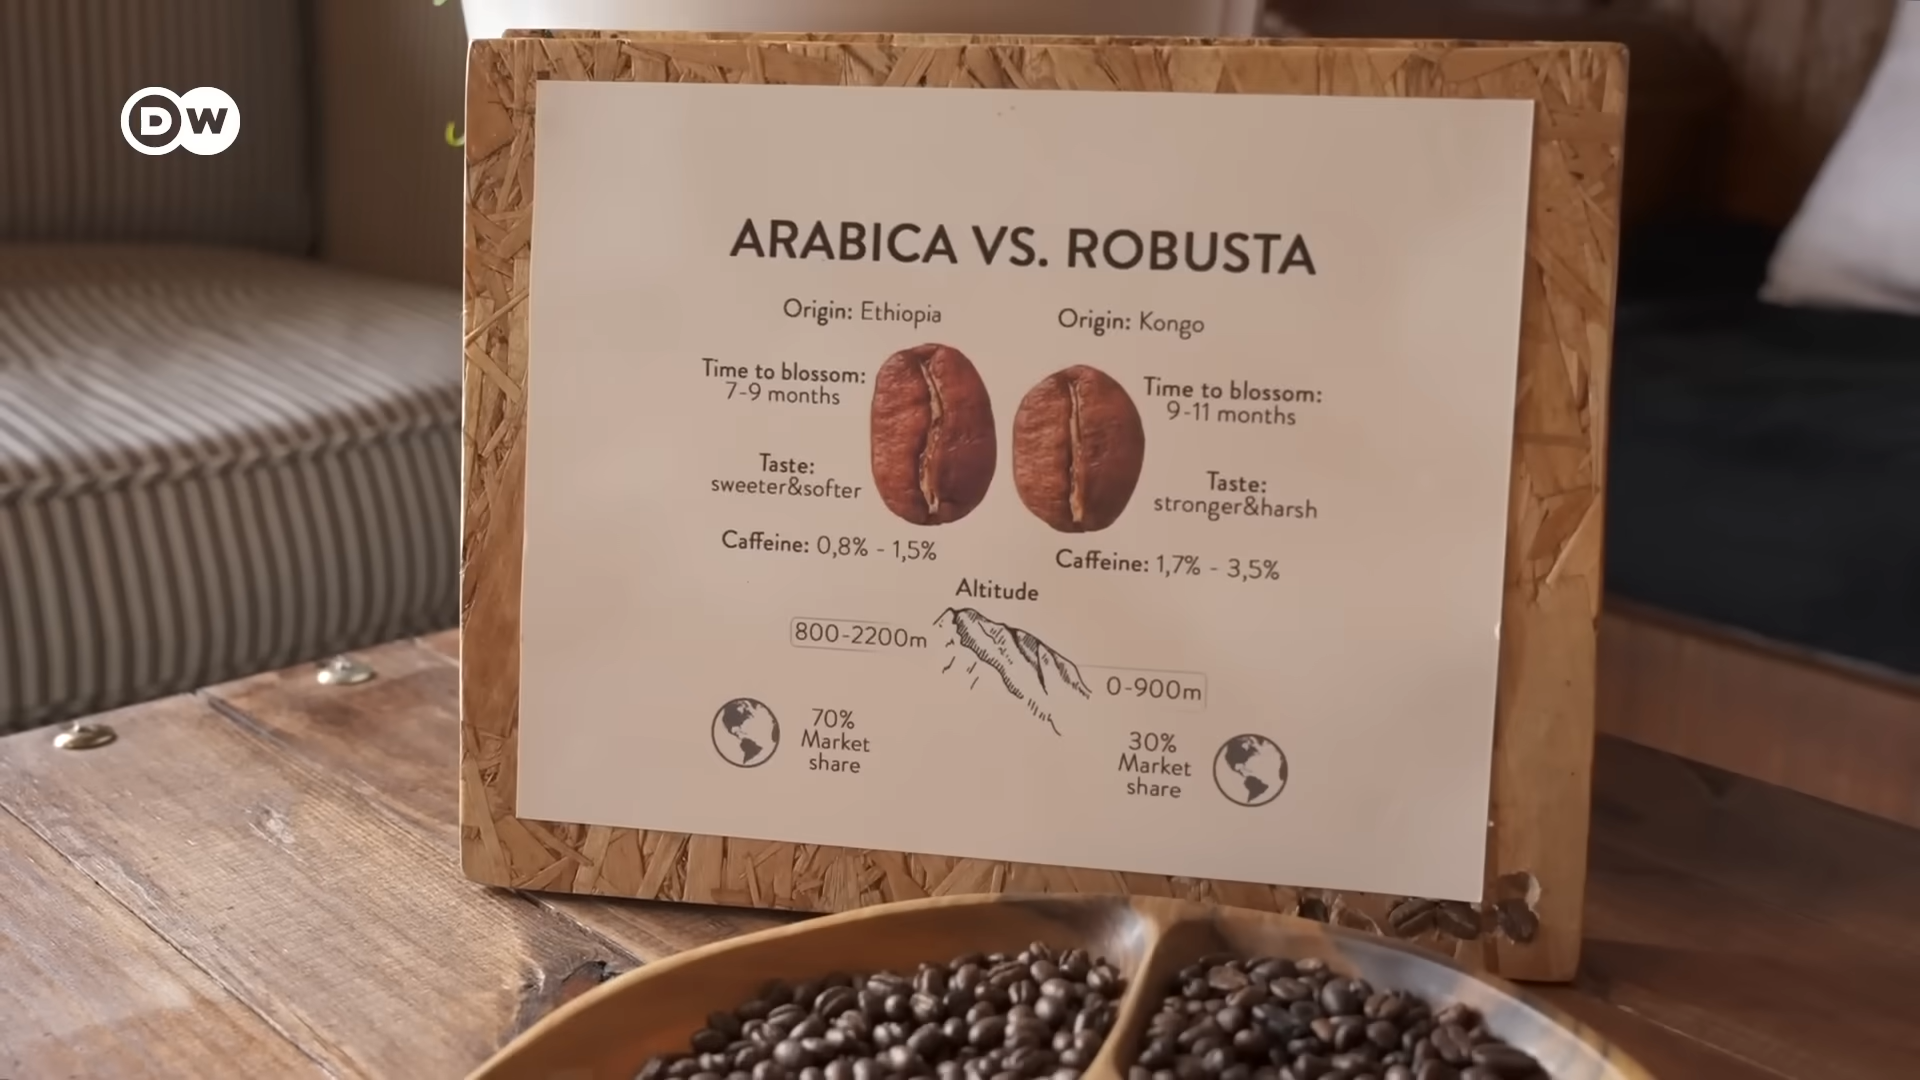 DW
ARABICA VS. ROBUSTA
Origin: Ethiopia
Time to blossom:
7-9 months
Taste:
sweeter&softer
Caffeine: 0,8% - 1,5%
Origin: Kongo
Time to blossom:
9-11 months
Taste:
stronger&harsh
Caffeine: 1,7% - 3,5%
Altitude
800-2200m
0-900m
70%
Market
share
30%
Market
share